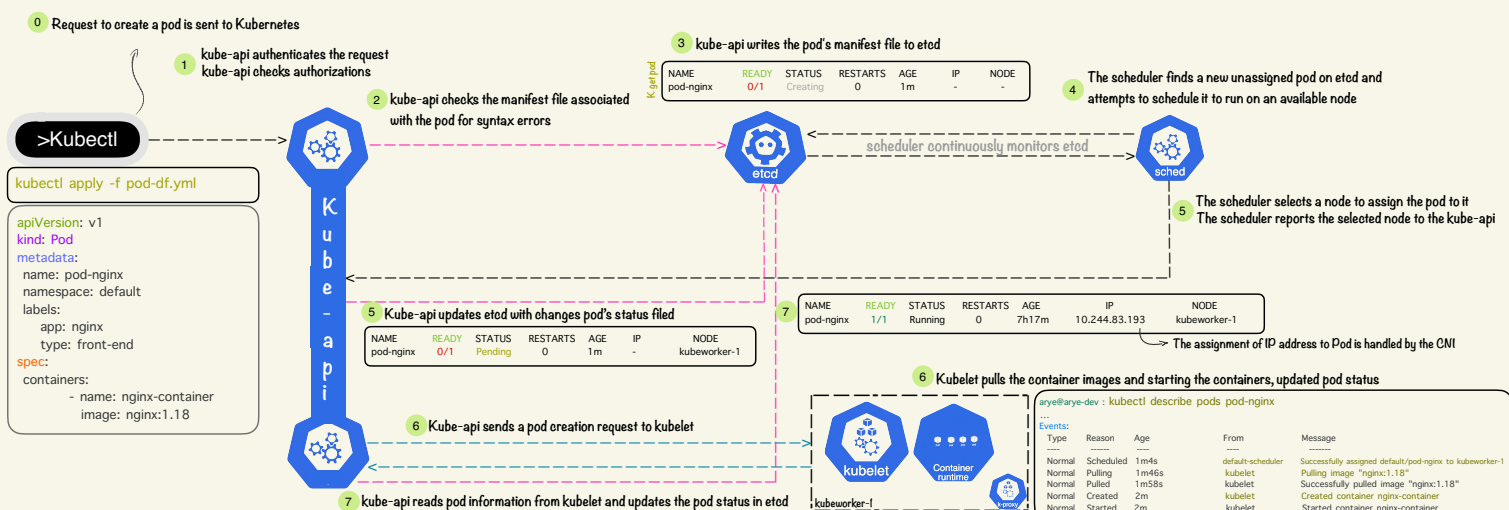 0 Request to create a pod is sent to Kubernetes
1 kube-api authenticates the request
kube-api checks authorizations
>Kubectl
kubectl apply -f pod-df.yml
apiVersion: v1
kind: Pod
metadata:
name: pod-nginx
namespace: default
labels:
app: nginx
type: front-end
spec:
containers:
- name: nginx-container
image: nginx:1.18
Kube-api
2 kube-api checks the manifest file associated
with the pod for syntax errors
3 kube-api writes the pod's manifest file to etcd
K get pod
NAME READY STATUS RESTARTS AGE IP NODE
pod-nginx 0/1 Creating 0 1m - -
etcd
scheduler continuously monitors etcd
sched
4 The scheduler finds a new unassigned pod on etcd and
attempts to schedule it to run on an available node
5 The scheduler selects a node to assign the pod to it
The scheduler reports the selected node to the kube-api
5 Kube-api updates etcd with changes pod's status filed
NAME READY STATUS RESTARTS AGE IP NODE
pod-nginx 0/1 Pending 0 1m - kubeworker-1
7
NAME READY STATUS RESTARTS AGE IP NODE
pod-nginx 1/1 Running 0 7h17m 10.244.83.193 kubeworker-1
The assignment of IP address to Pod is handled by the CNI
6 Kube-api sends a pod creation request to kubelet
6 Kubelet pulls the container images and starting the containers, updated pod status
kubelet
Container
runtime
k-proxy
kubeworker-1
7 kube-api reads pod information from kubelet and updates the pod status in etcd
arye@arye-dev : kubectl describe pods pod-nginx
...
Events:
Type Reason Age From Message
---- ------ ---- ---- -------
Normal Scheduled 1m4s default-scheduler Successfully assigned default/pod-nginx to kubeworker-1
Normal Pulling 1m46s kubelet Pulling image "nginx:1.18"
Normal Pulled 1m58s kubelet Successfully pulled image "nginx:1.18"
Normal Created 2m kubelet Created container nginx-container
Normal Started 2m kubelet Started container nginx-container